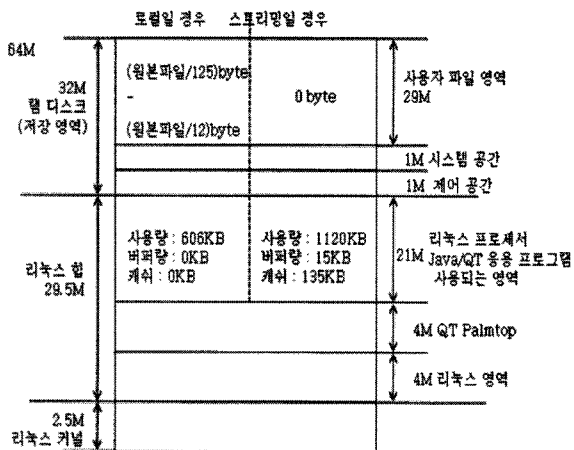 로컬일 경우 스트리밍일 경우
64M
32M
램 디스크
(저장 영역)
(원본파일/125)byte
-
(원본파일/12)byte
0 byte
사용자 파일 영역
29M
1M 시스템 공간
1M 제어 공간
리눅스 힙
29.5M
사용량 : 606KB
버퍼량 : 0KB
캐쉬 : 0KB
사용량 : 1120KB
버퍼량 : 15KB
캐쉬 : 135KB
21M
리눅스 프로세서
Java/QT 응용 프로그램
사용되는 영역
4M QT Palmtop
4M 리눅스 영역
2.5M
리눅스 커널